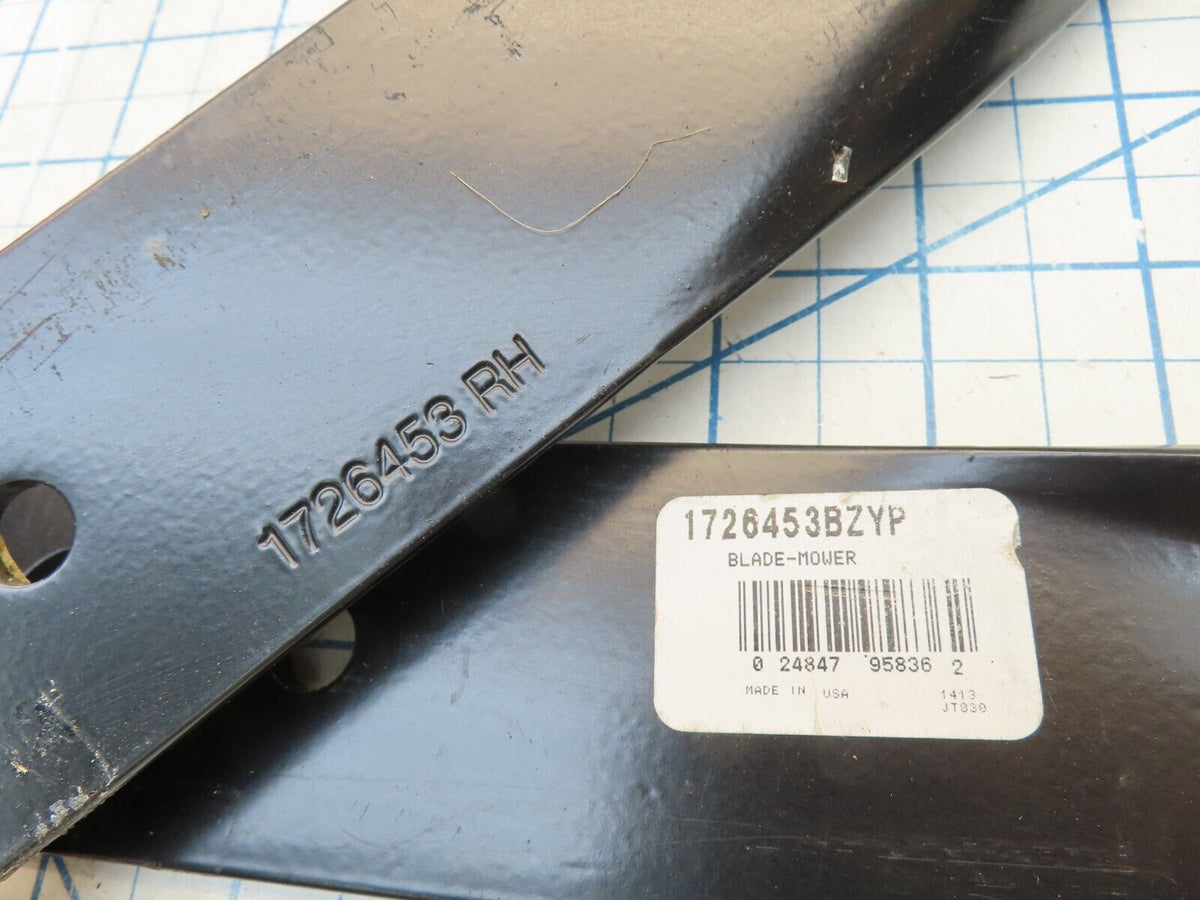 1726453 RH
1726453BZYP
BLADE-MOWER
0 24847 95836 2
MADE IN USA
1413
JT830